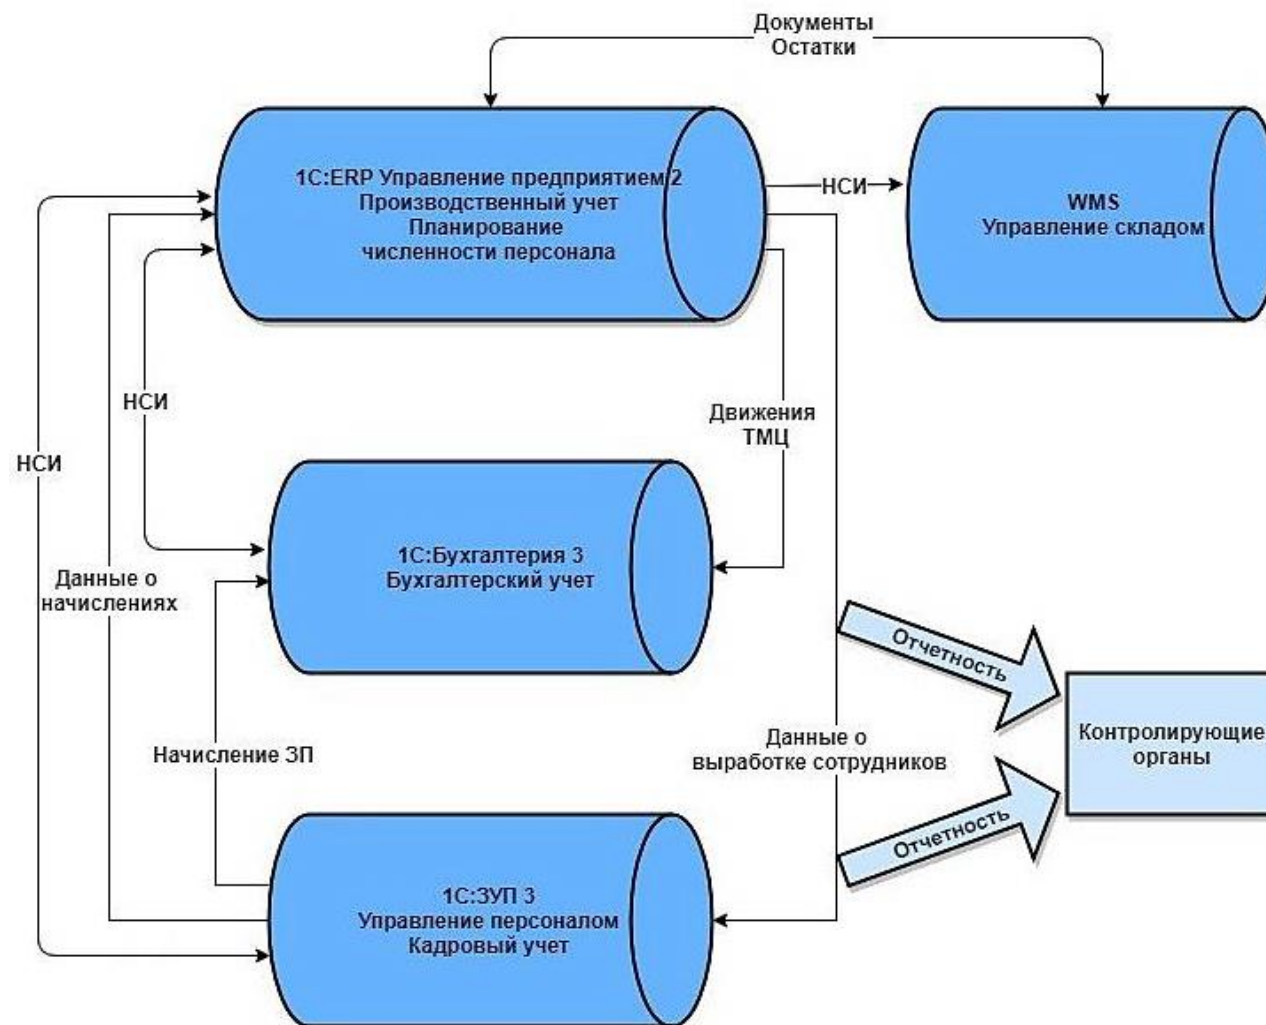 Документы
Остатки
1С:ERP Управление предприятием 2
Производственный учет
Планирование
численности персонала
НСИ
WMS
Управление складом
НСИ
Движения
ТМЦ
НСИ
1С:Бухгалтерия 3
Бухгалтерский учет
Данные о
начислениях
Отчетность
Начисление ЗП
Данные о
выработке сотрудников
Контролирующие
органы
Отчетность
1С:ЗУП 3
Управление персоналом
Кадровый учет